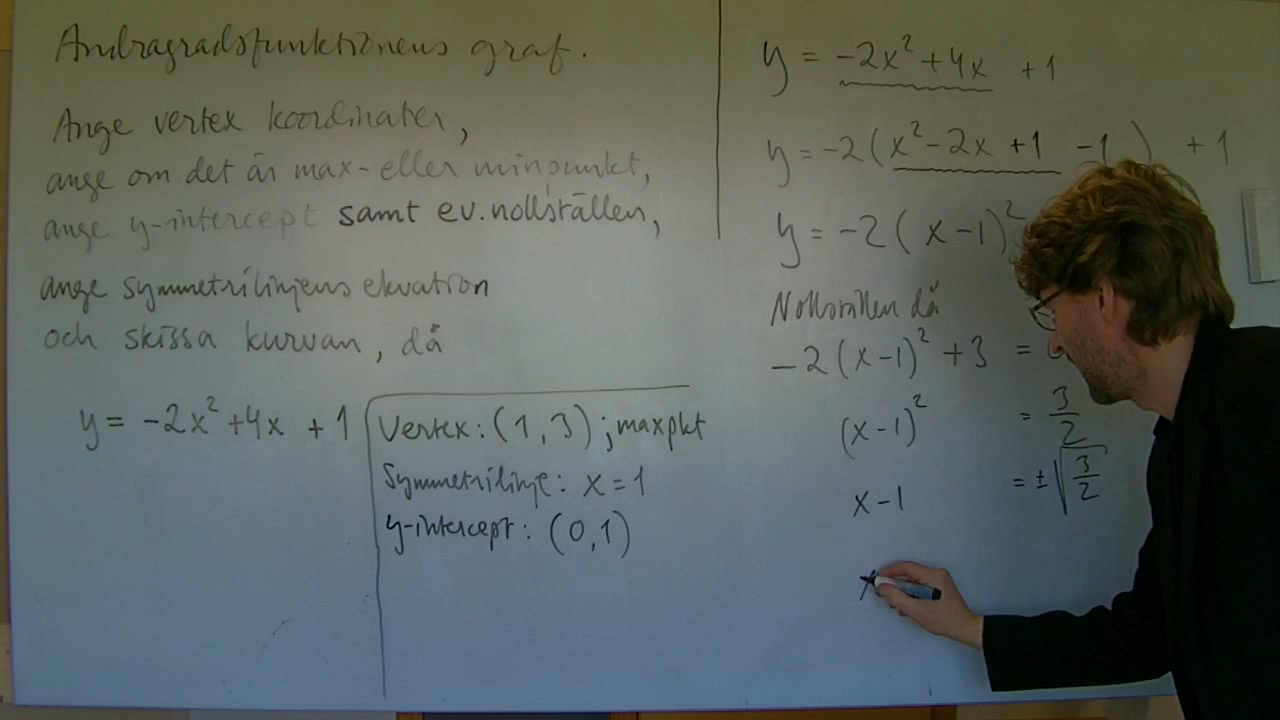 Andragradsfunktionens graf.
Ange vertex koordinater,
ange om det är max- eller minpunkt,
ange y-intercept samt ev. nollställen,
ange symmetrilinjens ekvation
och skissa kurvan, då
y = -2x² + 4x + 1
Vertex: (1, 3); maxpkt
Symmetrilinje: x = 1
y-intercept: (0, 1)
y = -2x² + 4x + 1
y = -2(x² - 2x + 1 - 1) + 1
y = -2(x - 1)²
Nollställen då
-2(x - 1)² + 3 =
(x - 1)² = 3/2
x - 1 = ±√(3/2)
x